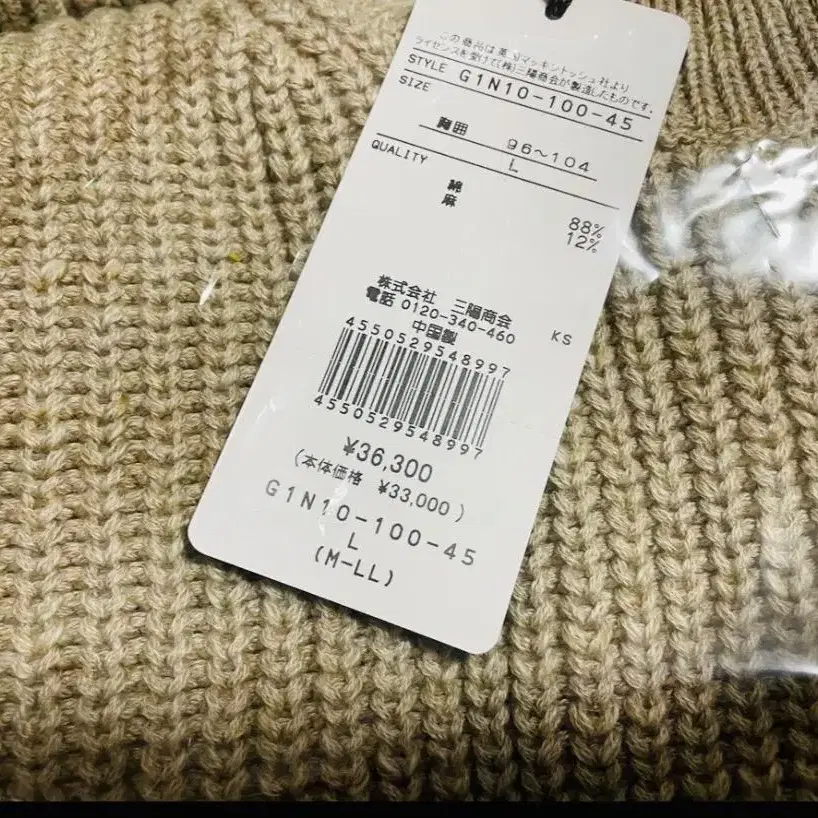 この商品は英国マッキントッシュ社より
ライセンスを受けて(株)三陽商会が製造したものです。
STYLE G1N10-100-45
SIZE
胸囲 96～104
L
QUALITY
綿 88%
麻 12%
株式会社 三陽商会
電話 0120-340-460
中国製 KS
4550529548997
4550529548997
¥36,300
(本体価格 ¥33,000)
G1N10-100-45
L
(M-LL)